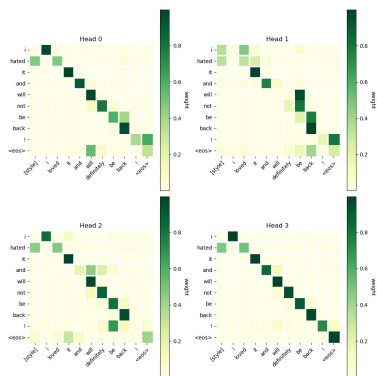 Head 0
i
hated
it
and
will
not
be
back
!
<eos>
[style]
i
loved
it
and
will
definitely
be
back
!
<eos>
0.8
0.6
0.4
0.2
weight
Head 1
i
hated
it
and
will
not
be
back
!
<eos>
[style]
i
loved
it
and
will
definitely
be
back
!
<eos>
0.8
0.6
0.4
0.2
weight
Head 2
i
hated
it
and
will
not
be
back
!
<eos>
[style]
i
loved
it
and
will
definitely
be
back
!
<eos>
0.8
0.6
0.4
0.2
weight
Head 3
i
hated
it
and
will
not
be
back
!
<eos>
[style]
i
loved
it
and
will
definitely
be
back
!
<eos>
0.8
0.6
0.4
0.2
weight